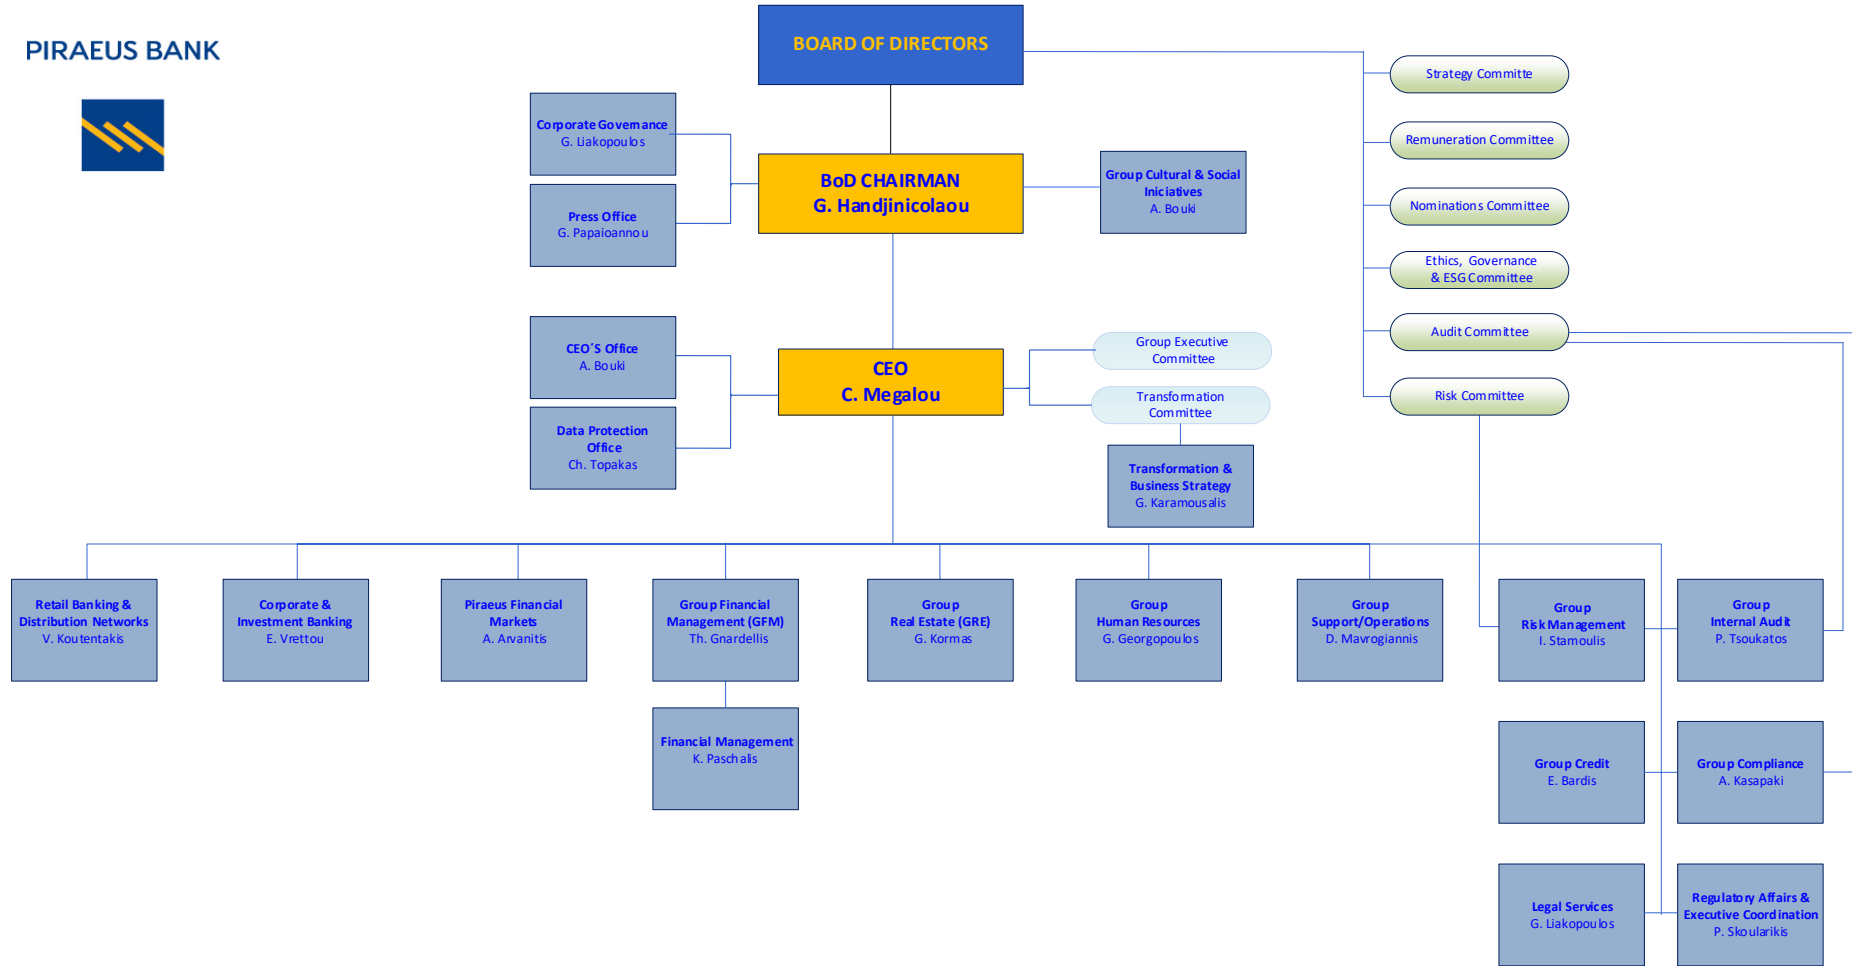 PIRAEUS BANK
BOARD OF DIRECTORS
Strategy Committe
Remuneration Committee
Nominations Committee
Ethics, Governance
& ESG Committee
Audit Committee
Risk Committee
Corporate Governance
G. Liakopoulos
Press Office
G. Papaioannou
BoD CHAIRMAN
G. Handjinicolaou
Group Cultural & Social
Iniciatives
A. Bouki
CEO´S Office
A. Bouki
Data Protection
Office
Ch. Topakas
CEO
C. Megalou
Group Executive
Committee
Transformation
Committee
Transformation &
Business Strategy
G. Karamousalis
Retail Banking &
Distribution Networks
V. Koutentakis
Corporate &
Investment Banking
E. Vrettou
Piraeus Financial
Markets
A. Arvanitis
Group Financial
Management (GFM)
Th. Gnardellis
Group
Real Estate (GRE)
G. Kormas
Group
Human Resources
G. Georgopoulos
Group
Support/Operations
D. Mavrogiannis
Group
Risk Management
I. Stamoulis
Group
Internal Audit
P. Tsoukatos
Financial Management
K. Paschalis
Group Credit
E. Bardis
Group Compliance
A. Kasapaki
Legal Services
G. Liakopoulos
Regulatory Affairs &
Executive Coordination
P. Skoularikis